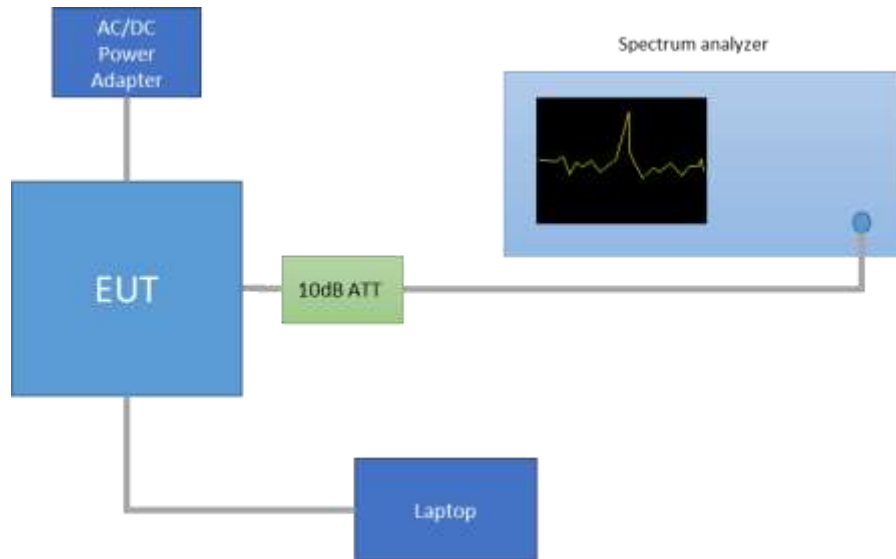 AC/DC
Power
Adapter
Spectrum analyzer
EUT
10dB ATT
Laptop